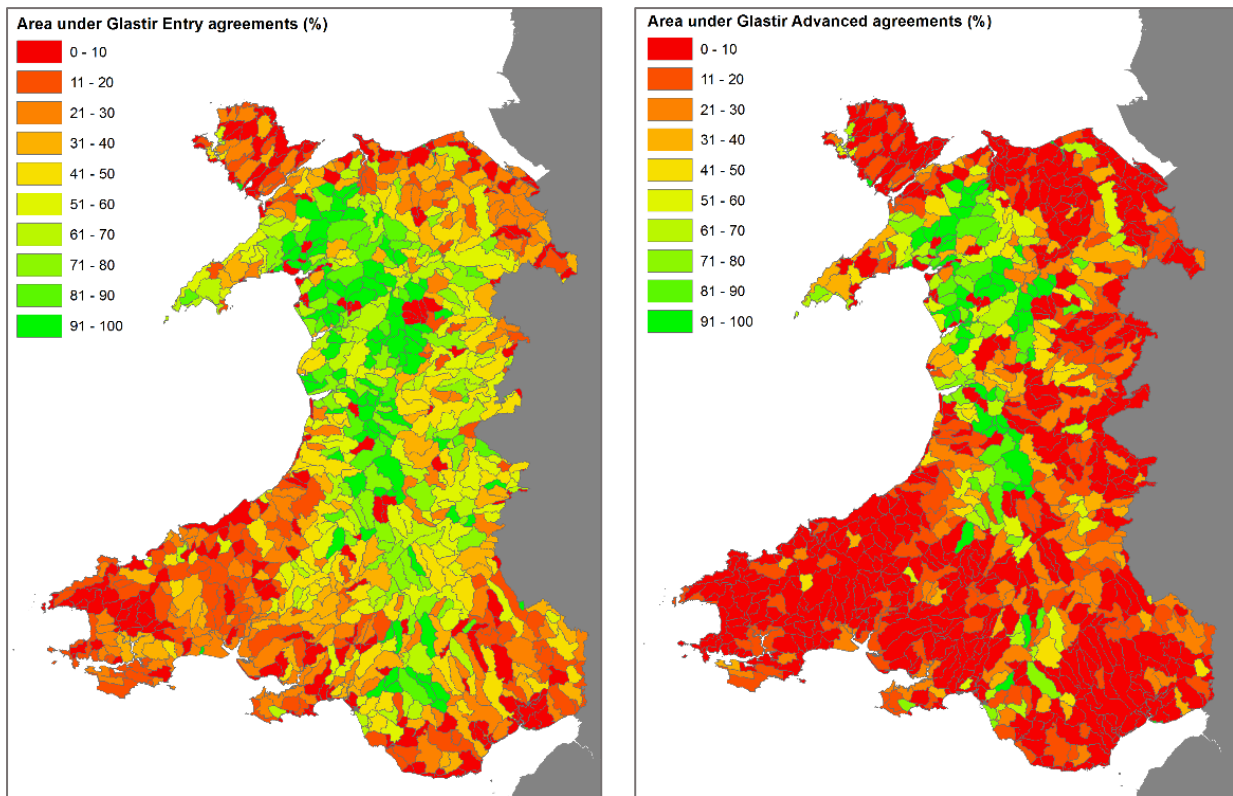 Area under Glastir Entry agreements (%)
0 - 10
11 - 20
21 - 30
31 - 40
41 - 50
51 - 60
61 - 70
71 - 80
81 - 90
91 - 100
Area under Glastir Advanced agreements (%)
0 - 10
11 - 20
21 - 30
31 - 40
41 - 50
51 - 60
61 - 70
71 - 80
81 - 90
91 - 100